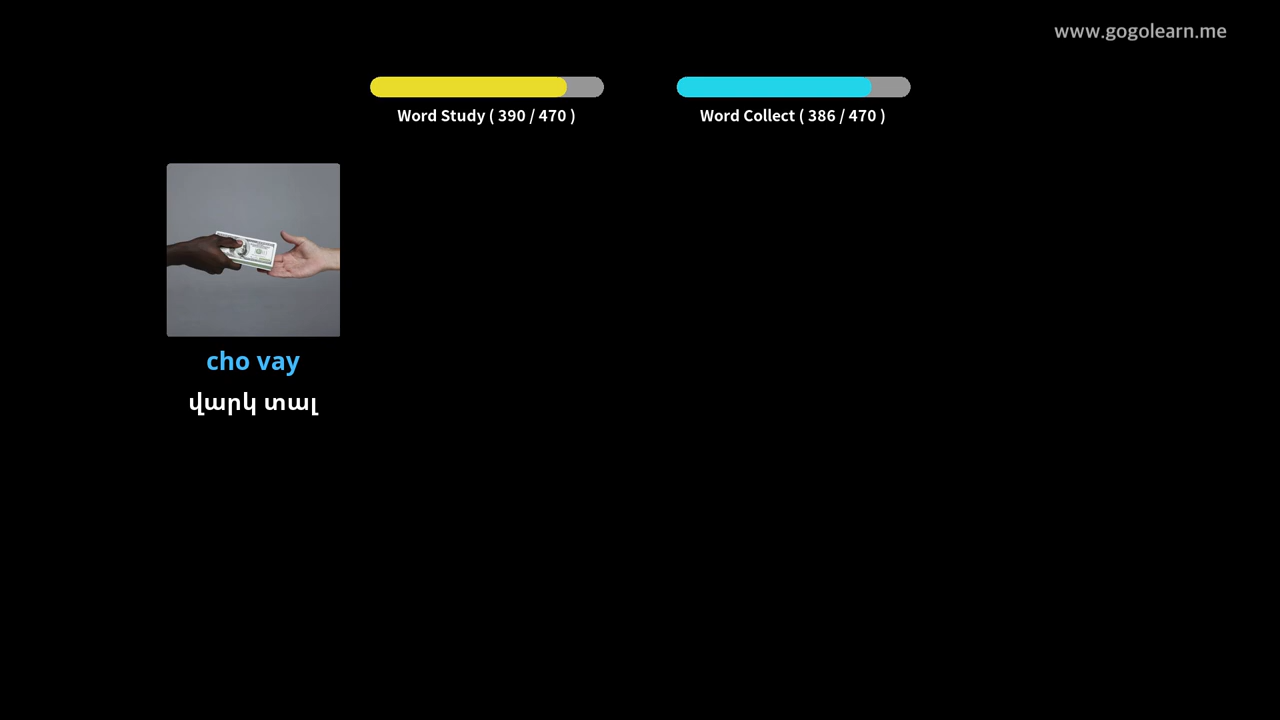 www.gogolearn.me
Word Study ( 390 / 470 )
Word Collect ( 386 / 470 )
cho vay
վարկ տալ